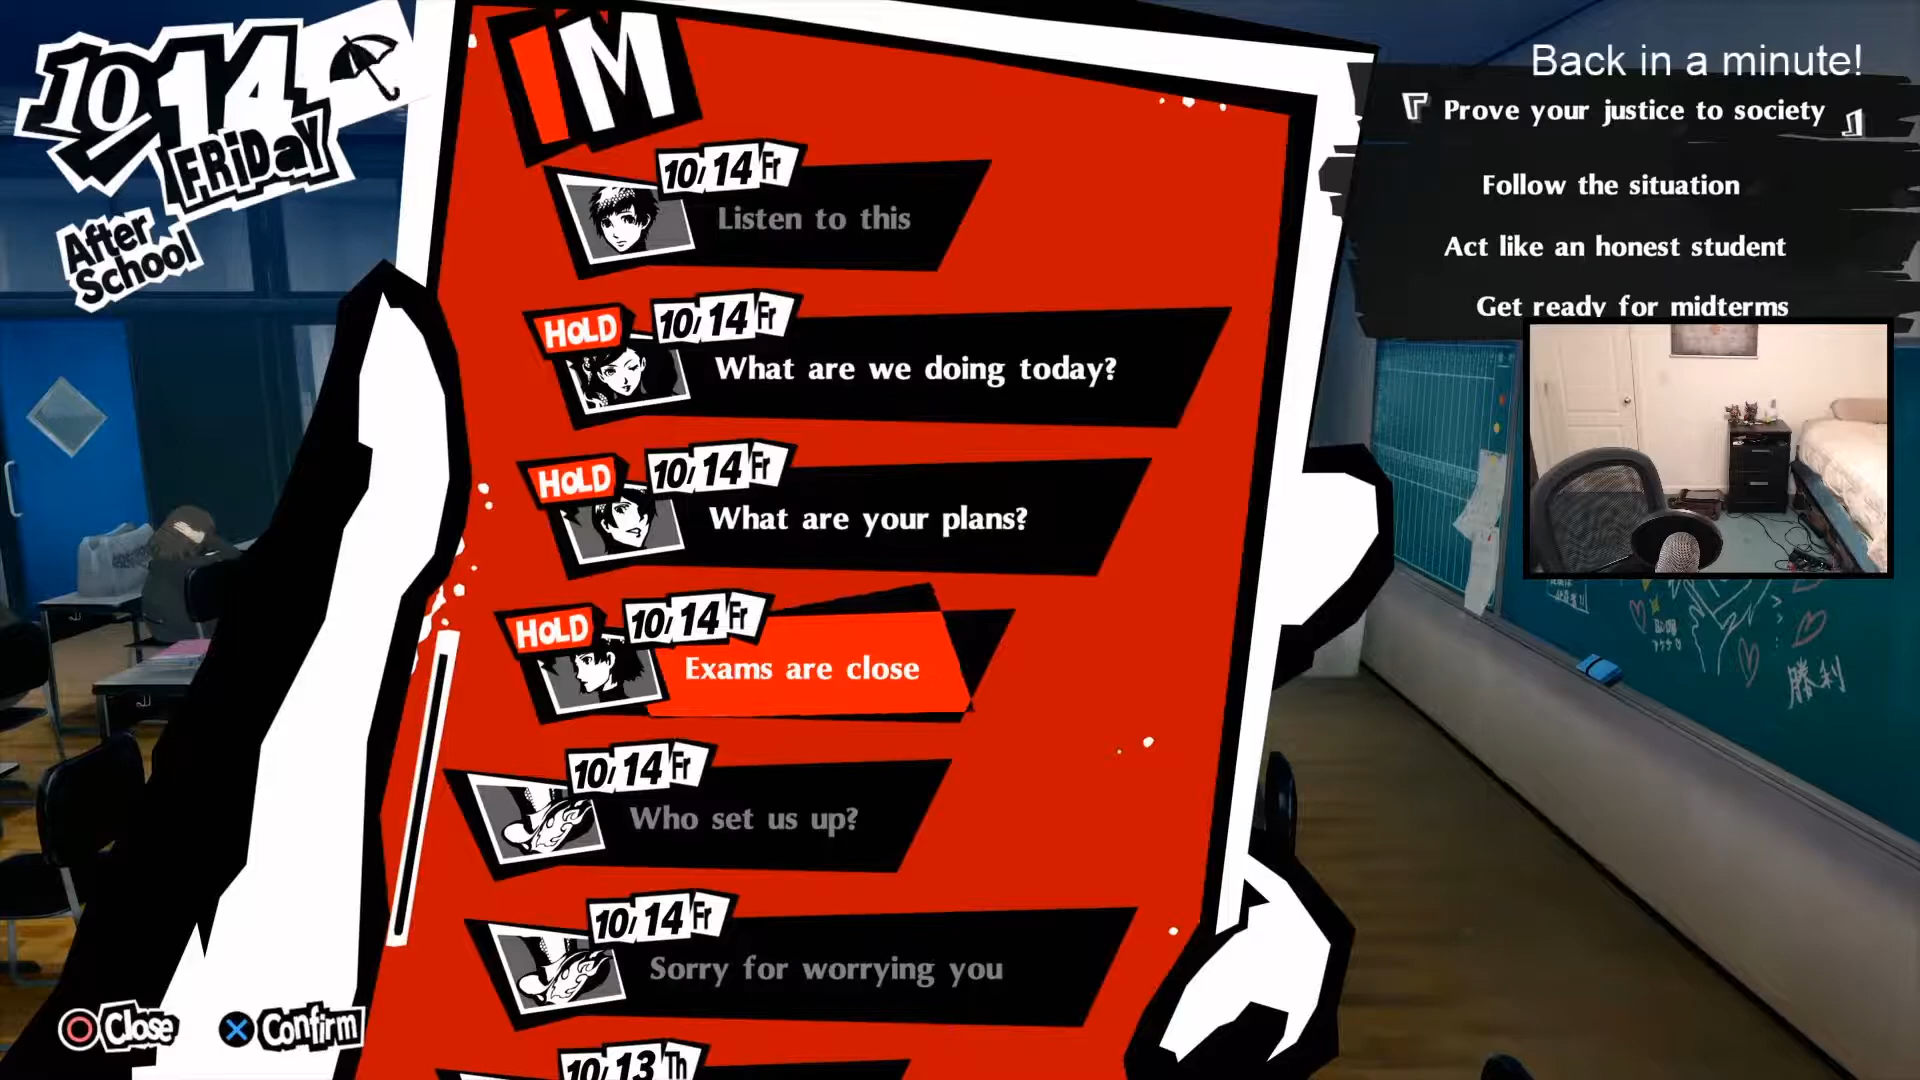 10/14
FRiDaY
After
School
IM
10/14 Fr
Listen to this
HOLD
10/14 Fr
What are we doing today?
HOLD
10/14 Fr
What are your plans?
HOLD
10/14 Fr
Exams are close
10/14 Fr
Who set us up?
10/14 Fr
Sorry for worrying you
10/13 Th
Close
Confirm
Back in a minute!
『 Prove your justice to society 』
Follow the situation
Act like an honest student
Get ready for midterms
勝利